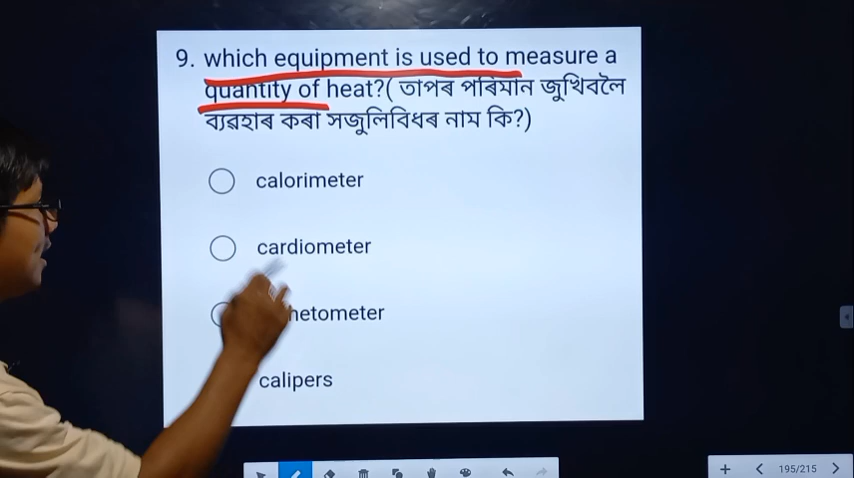 9. which equipment is used to measure a
quantity of heat?( তাপৰ পৰিমান জুখিবলৈ
ব্যৱহাৰ কৰা সজুলিবিধৰ নাম কি?)
calorimeter
cardiometer
hetometer
calipers
195/215